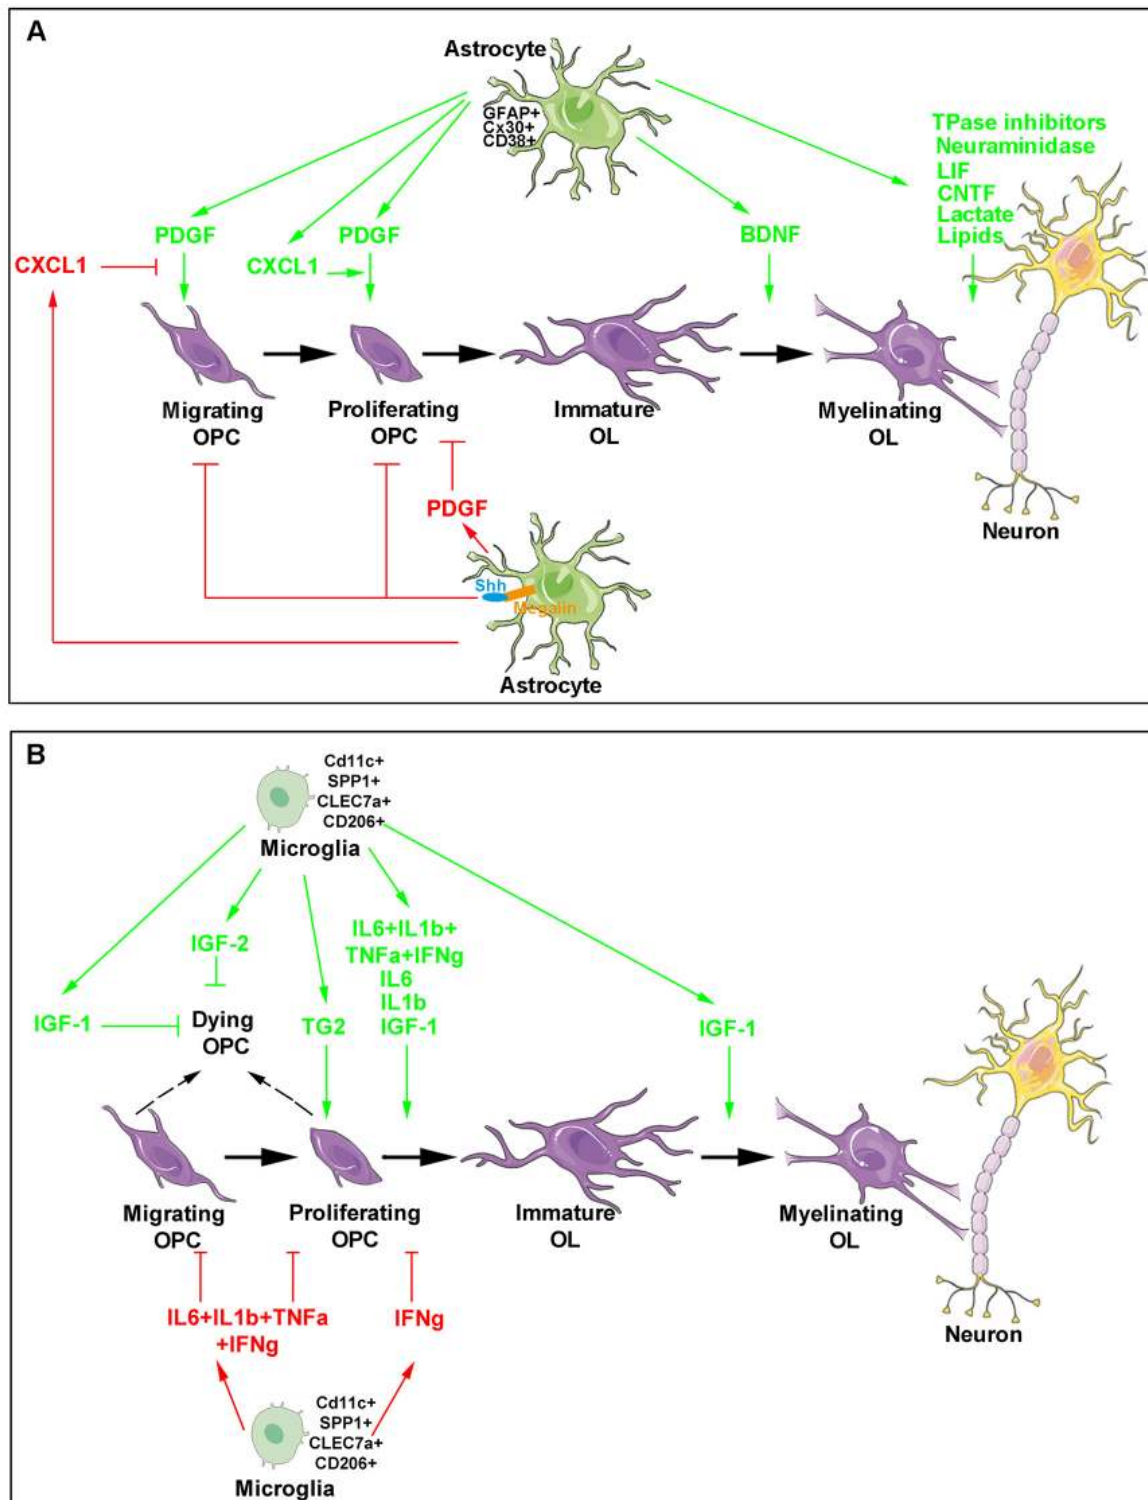 A
Astrocyte
GFAP+
Cx30+
CD38+
TPase inhibitors
Neuraminidase
LIF
CNTF
Lactate
Lipids
PDGF
PDGF
BDNF
CXCL1
CXCL1
Migrating
OPC
Proliferating
OPC
Immature
OL
Myelinating
OL
PDGF
Neuron
Shh
Megalin
Astrocyte
B
Cd11c+
SPP1+
CLEC7a+
CD206+
Microglia
IGF-2
IL6+IL1b+
TNFa+IFNg
IL6
IL1b
IGF-1
IGF-1
Dying
OPC
TG2
IGF-1
Migrating
OPC
Proliferating
OPC
Immature
OL
Myelinating
OL
IL6+IL1b+TNFa
+IFNg
IFNg
Neuron
Cd11c+
SPP1+
CLEC7a+
CD206+
Microglia